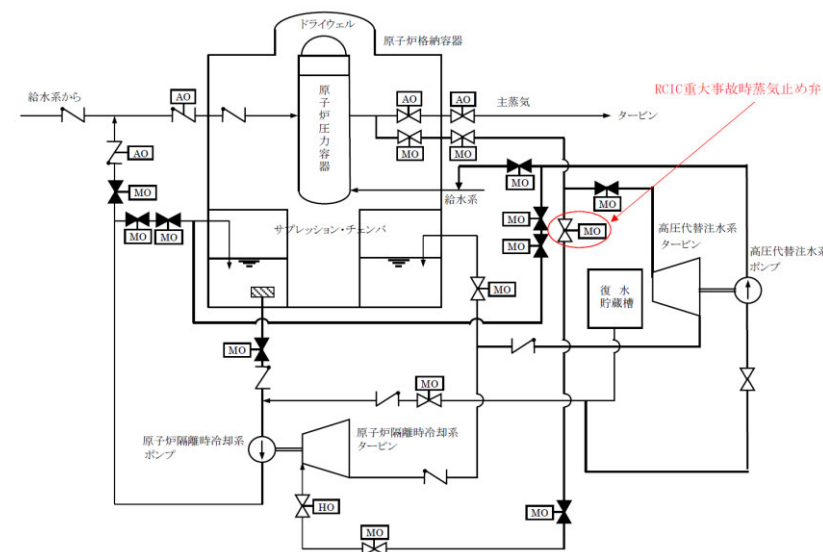 ドライウェル
原子炉格納容器
給水系から
AO
原子炉圧力容器
AO
AO
主蒸気
タービン
RCIC重大事故時蒸気止め弁
MO
MO
AO
MO
MO
MO
給水系
MO
MO
MO
サプレッション・チェンバ
MO
MO
MO
高圧代替注水系
タービン
高圧代替注水系
ポンプ
MO
復水
貯蔵槽
MO
MO
原子炉隔離時冷却系
ポンプ
原子炉隔離時冷却系
タービン
HO
MO
MO